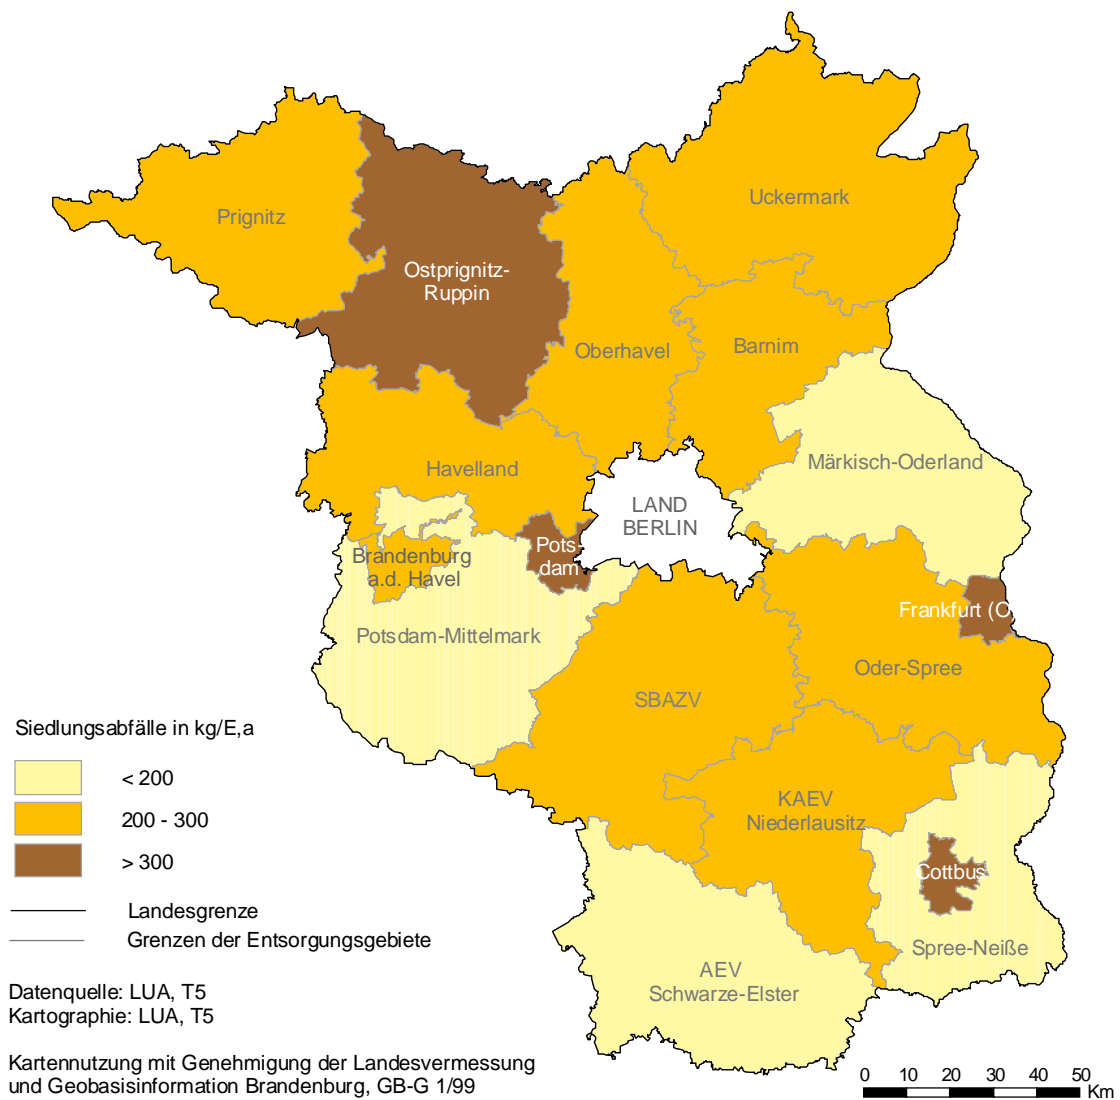 Uckermark
Prignitz
Ostprignitz-
Ruppin
Oberhavel
Barnim
Havelland
Märkisch-Oderland
LAND
BERLIN
Pots-
dam
Brandenburg
a.d. Havel
Frankfurt (O
Potsdam-Mittelmark
Oder-Spree
SBAZV
KAEV
Niederlausitz
Cottbus
Spree-Neiße
AEV
Schwarze-Elster
Siedlungsabfälle in kg/E,a
< 200
200 - 300
> 300
Landesgrenze
Grenzen der Entsorgungsgebiete
Datenquelle: LUA, T5
Kartographie: LUA, T5
Kartennutzung mit Genehmigung der Landesvermessung
und Geobasisinformation Brandenburg, GB-G 1/99
0 10 20 30 40 50
Km